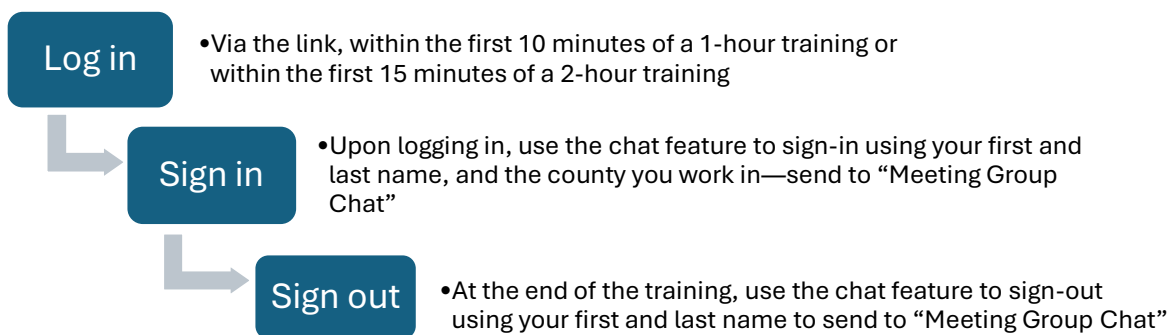 Log in
•Via the link, within the first 10 minutes of a 1-hour training or
within the first 15 minutes of a 2-hour training
Sign in
•Upon logging in, use the chat feature to sign-in using your first and
last name, and the county you work in—send to “Meeting Group
Chat”
Sign out
•At the end of the training, use the chat feature to sign-out
using your first and last name to send to “Meeting Group Chat”